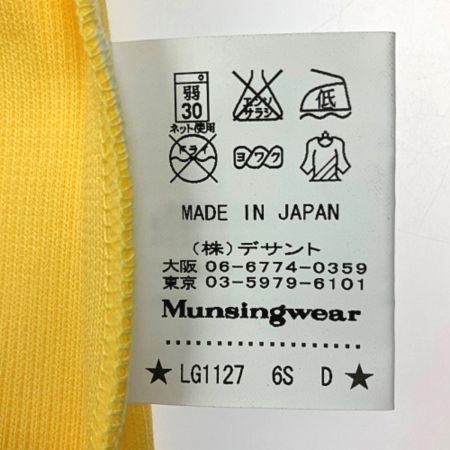 弱
30
ネット使用
エンソ
サラシ
低
ドライ
ヨワク
MADE IN JAPAN
(株)デサント
大阪 06-6774-0359
東京 03-5979-6101
Munsingwear
★ LG1127 6S D ★